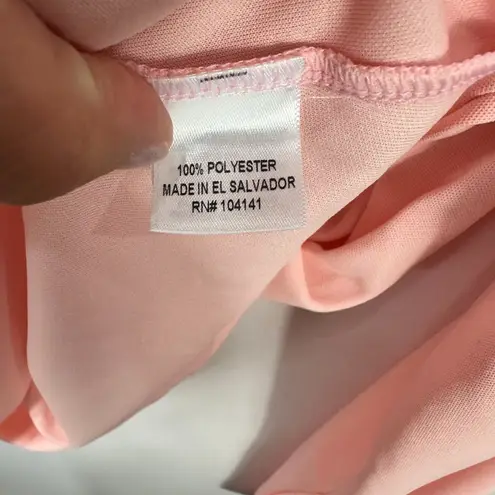 100% POLYESTER
MADE IN EL SALVADOR
RN# 104141